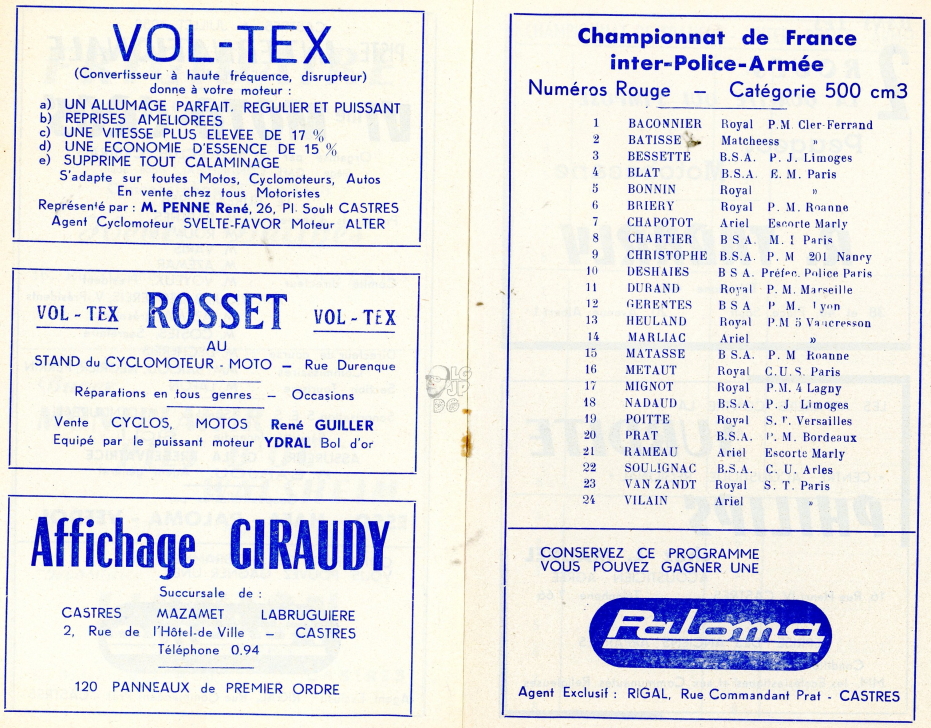 VOL-TEX
(Convertisseur à haute fréquence, disrupteur)
donne à votre moteur :
a) UN ALLUMAGE PARFAIT. REGULIER ET PUISSANT
b) REPRISES AMELIOREES
c) UNE VITESSE PLUS ELEVEE DE 17 %
d) UNE ECONOMIE D'ESSENCE DE 15 %
e) SUPPRIME TOUT CALAMINAGE
S'adapte sur toutes Motos, Cyclomoteurs, Autos
En vente chez tous Motoristes
Représenté par : M. PENNE René, 26, Pl. Soult CASTRES
Agent Cyclomoteur SVELTE-FAVOR Moteur ALTER
VOL - TEX ROSSET VOL - TEX
AU
STAND du CYCLOMOTEUR - MOTO — Rue Durenque
Réparations en tous genres — Occasions
Vente CYCLOS, MOTOS René GUILLER
Equipé par le puissant moteur YDRAL Bol d'or
Affichage GIRAUDY
Succursale de :
CASTRES MAZAMET LABRUGUIERE
2, Rue de l'Hôtel-de Ville — CASTRES
Téléphone 0.94
120 PANNEAUX de PREMIER ORDRE
LG
JP
DG
Championnat de France
inter-Police-Armée
Numéros Rouge — Catégorie 500 cm3
1 BACONNIER Royal P.M. Cler-Ferrand
2 BATISSE Matcheess »
3 BESSETTE B.S.A. P. J. Limoges
4 BLAT B.S.A. E. M. Paris
5 BONNIN Royal »
6 BRIERY Royal P. M. Roanne
7 CHAPOTOT Ariel Escorte Marly
8 CHARTIER B S A. M. 1 Paris
9 CHRISTOPHE B.S.A. P. M 201 Nancy
10 DESHAIES B S A. Préfec. Police Paris
11 DURAND Royal P. M. Marseille
12 GERENTES B S A P. M. Lyon
13 HEULAND Royal P.M 5 Vaucresson
14 MARLIAC Ariel »
15 MATASSE B S.A. P. M Roanne
16 METAUT Royal C. U. S. Paris
17 MIGNOT Royal P.M. 4 Lagny
18 NADAUD B.S.A. P. J Limoges
19 POITTE Royal S. T. Versailles
20 PRAT B.S.A. P. M. Bordeaux
21 RAMEAU Ariel Escorte Marly
22 SOULIGNAC B.S.A. C. U. Arles
23 VAN ZANDT Royal S. T. Paris
24 VILAIN Ariel
CONSERVEZ CE PROGRAMME
VOUS POUVEZ GAGNER UNE
Paloma
Agent Exclusif : RIGAL, Rue Commandant Prat - CASTRES